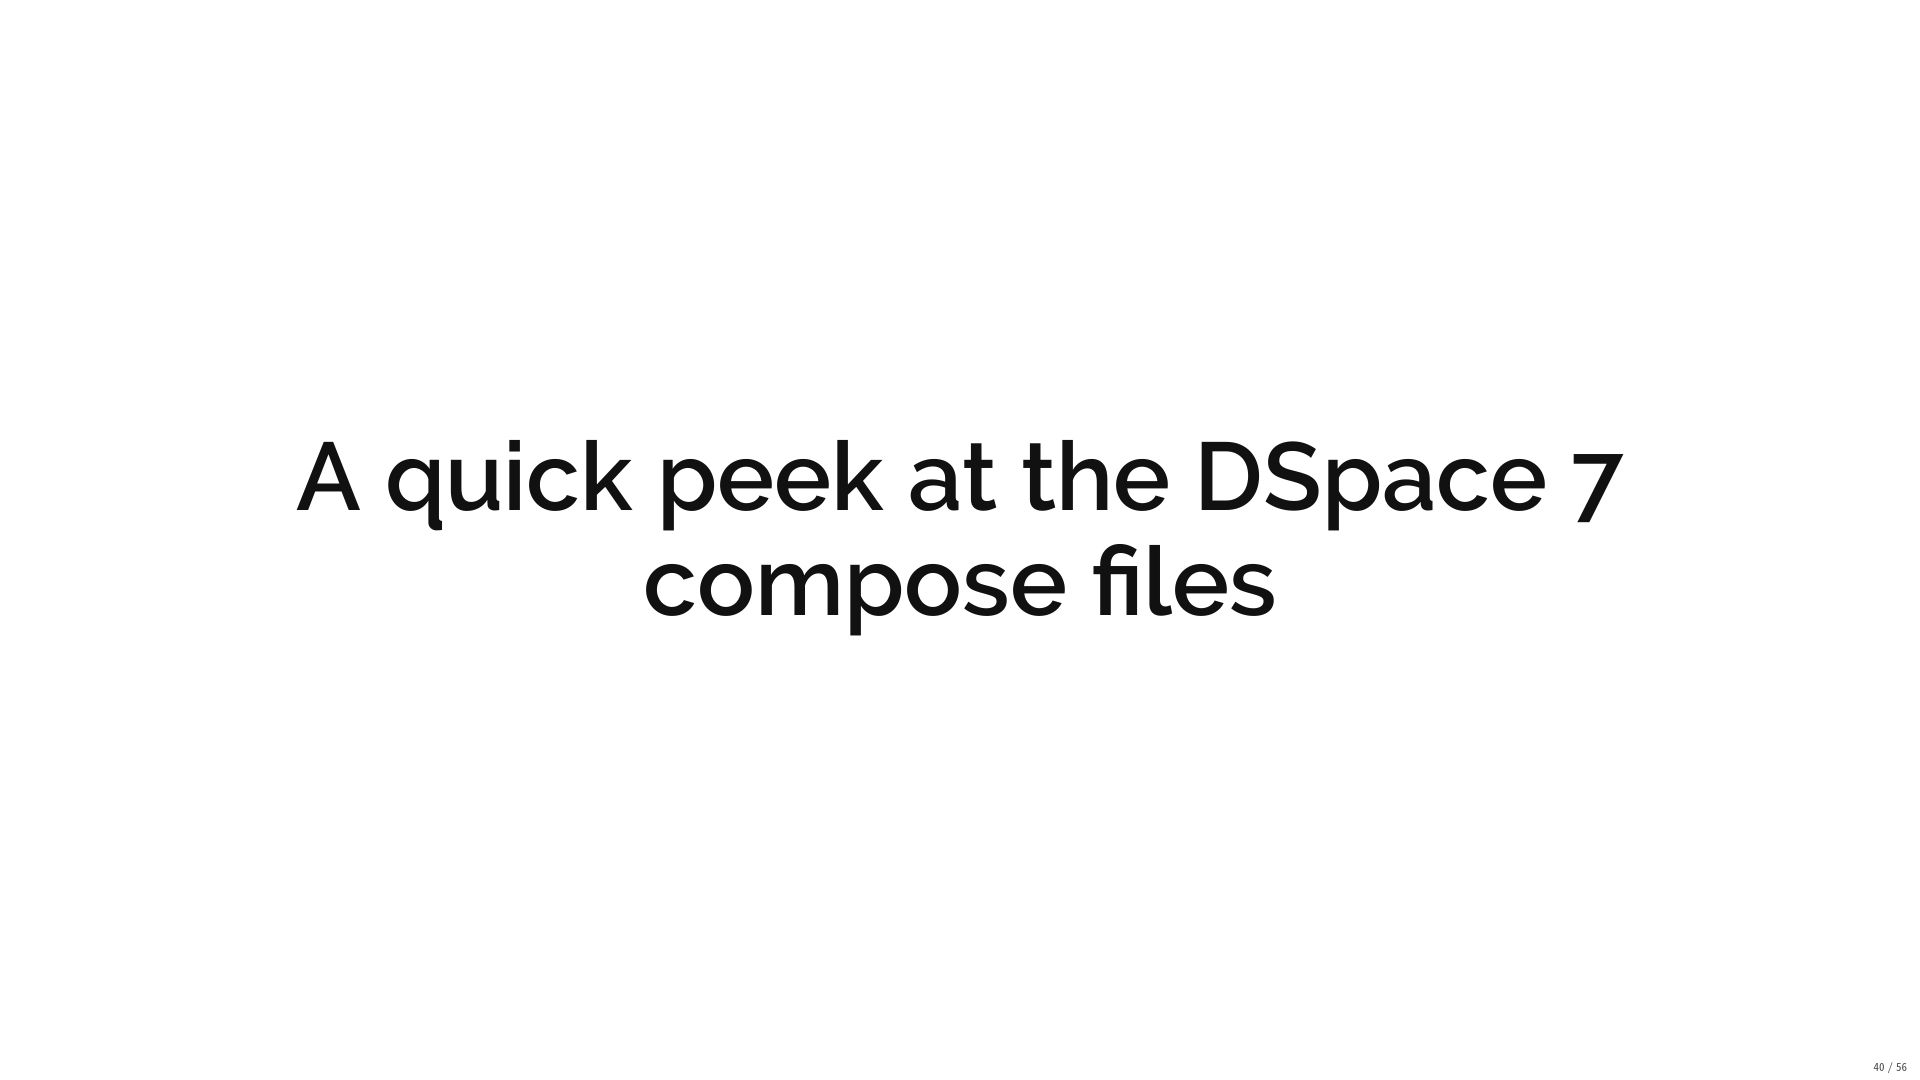 A quick peek at the DSpace 7
compose files
40 / 56